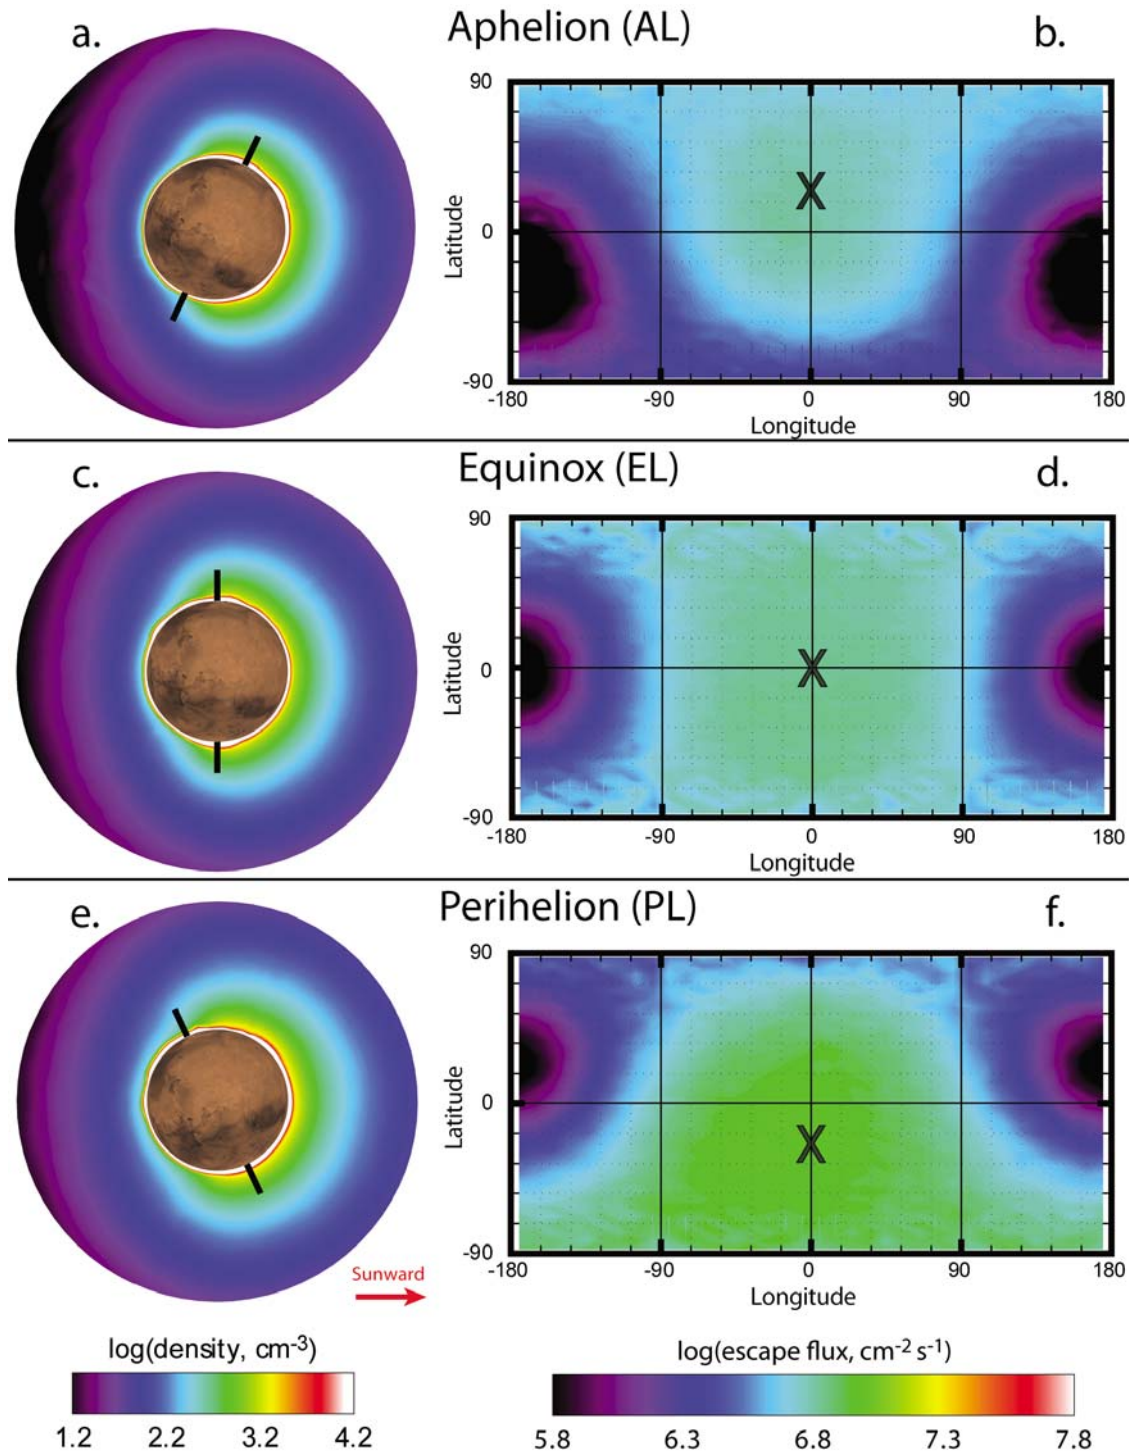 a.
Aphelion (AL)
b.
90
0
-90
Latitude
-180 -90 0 90 180
Longitude
X
c.
Equinox (EL)
d.
90
0
-90
Latitude
-180 -90 0 90 180
Longitude
X
e.
Perihelion (PL)
f.
90
0
-90
Latitude
-180 -90 0 90 180
Longitude
X
Sunward
log(density, cm⁻³)
1.2 2.2 3.2 4.2
log(escape flux, cm⁻² s⁻¹)
5.8 6.3 6.8 7.3 7.8